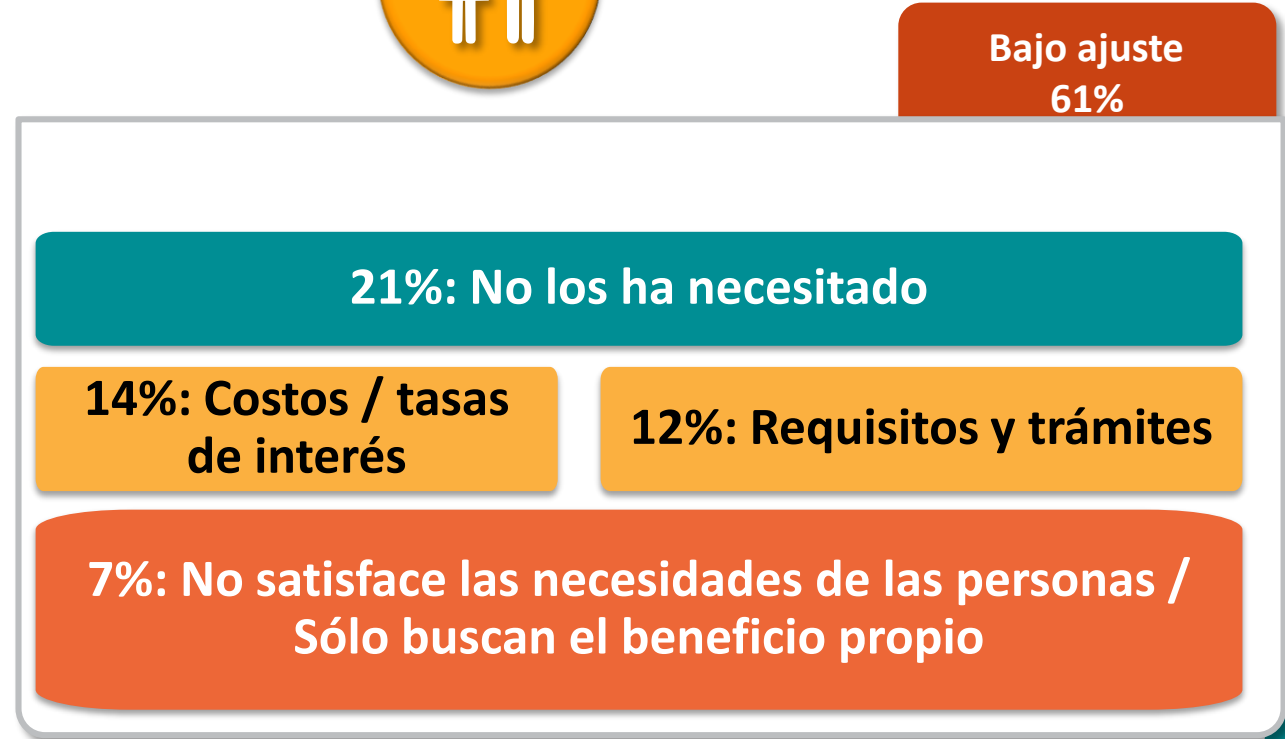 Bajo ajuste
61%
21%: No los ha necesitado
14%: Costos / tasas
de interés
12%: Requisitos y trámites
7%: No satisface las necesidades de las personas /
Sólo buscan el beneficio propio